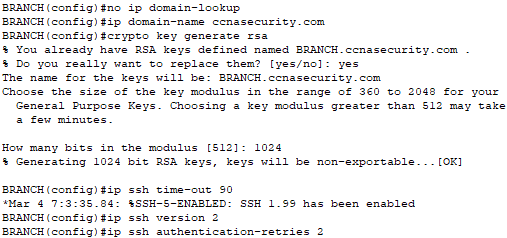 BRANCH(config)#no ip domain-lookup
BRANCH(config)#ip domain-name ccnasecurity.com
BRANCH(config)#crypto key generate rsa
% You already have RSA keys defined named BRANCH.ccnasecurity.com .
% Do you really want to replace them? [yes/no]: yes
The name for the keys will be: BRANCH.ccnasecurity.com
Choose the size of the key modulus in the range of 360 to 2048 for your
General Purpose Keys. Choosing a key modulus greater than 512 may take
a few minutes.
How many bits in the modulus [512]: 1024
% Generating 1024 bit RSA keys, keys will be non-exportable...[OK]
BRANCH(config)#ip ssh time-out 90
*Mar 4 7:3:35.84: %SSH-5-ENABLED: SSH 1.99 has been enabled
BRANCH(config)#ip ssh version 2
BRANCH(config)#ip ssh authentication-retries 2